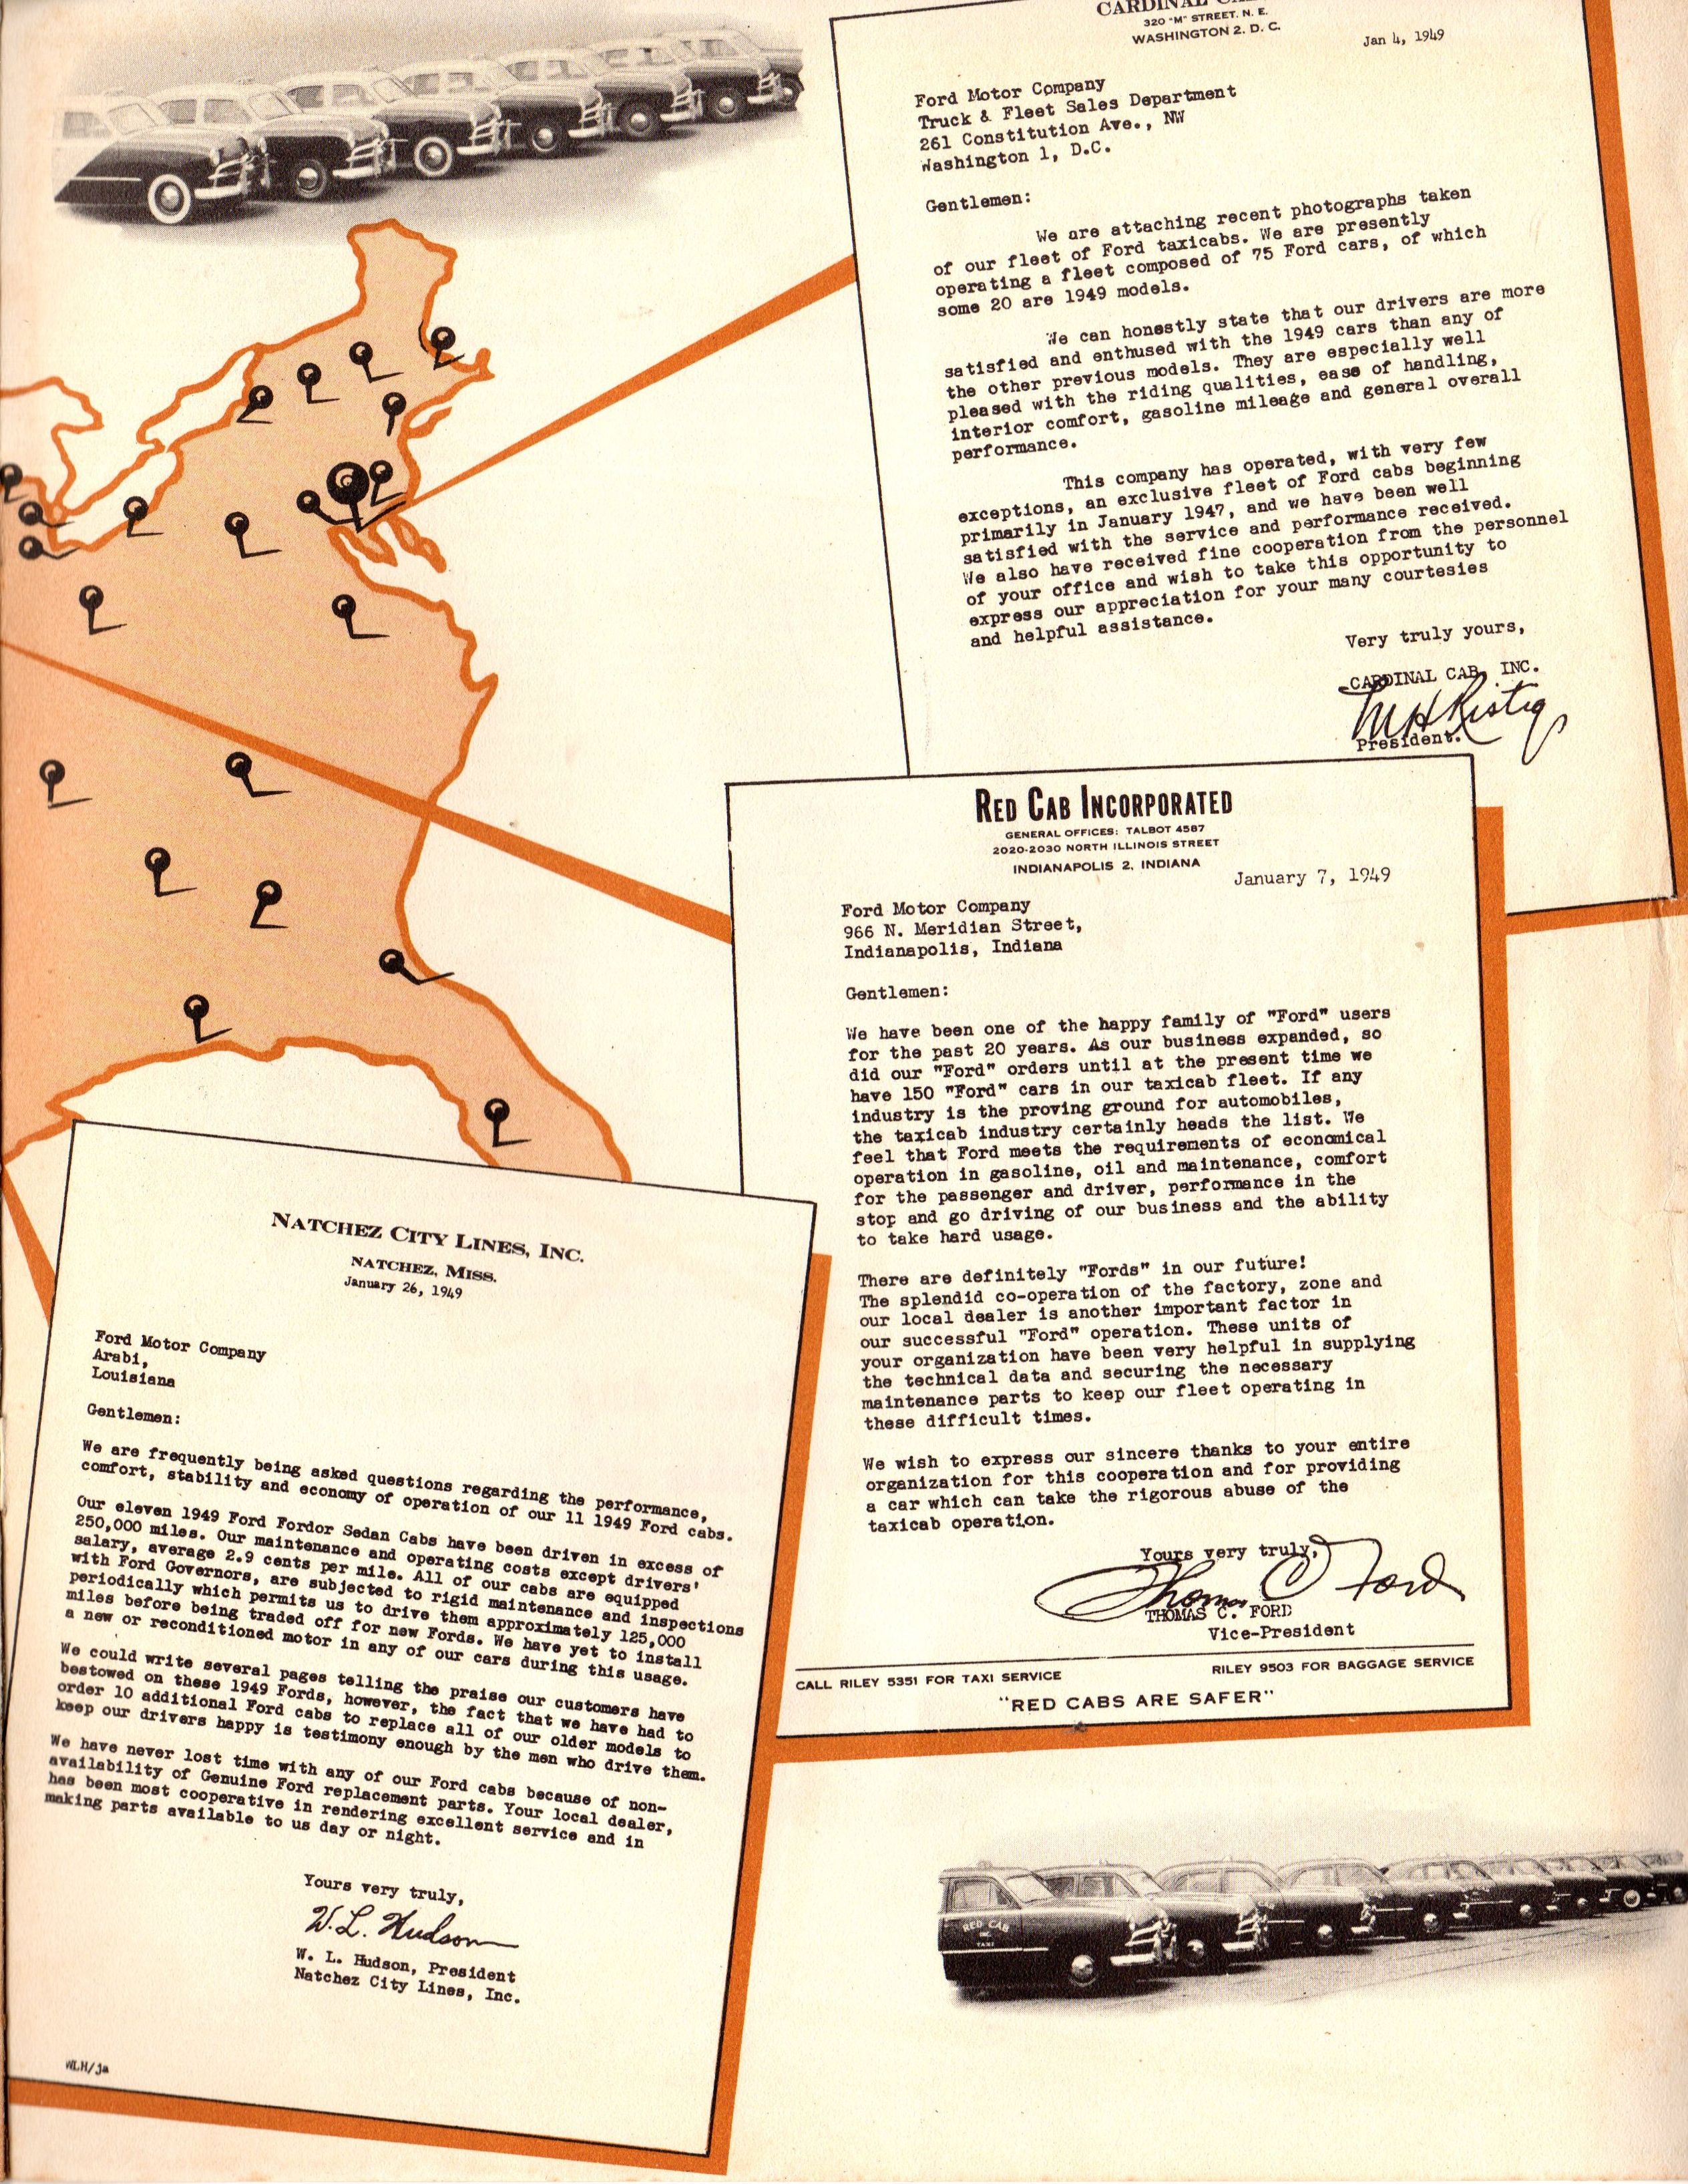 CARDINAL
320 "M" STREET, N. E.
WASHINGTON 2, D. C.
Jan 4, 1949
Ford Motor Company
Truck & Fleet Sales Department
261 Constitution Ave., NW
Washington 1, D.C.
Gentlemen:
We are attaching recent photographs taken
of our fleet of Ford taxicabs. We are presently
operating a fleet composed of 75 Ford cars, of which
some 20 are 1949 models.
We can honestly state that our drivers are more
satisfied and enthused with the 1949 cars than any of
the other previous models. They are especially well
pleased with the riding qualities, ease of handling,
interior comfort, gasoline mileage and general overall
performance.
This company has operated, with very few
exceptions, an exclusive fleet of Ford cabs beginning
primarily in January 1947, and we have been well
satisfied with the service and performance received.
We also have received fine cooperation from the personnel
of your office and wish to take this opportunity to
express our appreciation for your many courtesies
and helpful assistance.
Very truly yours,
CARDINAL CAB, INC.
President.
RED CAB INCORPORATED
GENERAL OFFICES: TALBOT 4587
2020-2030 NORTH ILLINOIS STREET
INDIANAPOLIS 2, INDIANA
January 7, 1949
Ford Motor Company
966 N. Meridian Street,
Indianapolis, Indiana
Gentlemen:
We have been one of the happy family of "Ford" users
for the past 20 years. As our business expanded, so
did our "Ford" orders until at the present time we
have 150 "Ford" cars in our taxicab fleet. If any
industry is the proving ground for automobiles,
the taxicab industry certainly heads the list. We
feel that Ford meets the requirements of economical
operation in gasoline, oil and maintenance, comfort
for the passenger and driver, performance in the
stop and go driving of our business and the ability
to take hard usage.
There are definitely "Fords" in our future!
The splendid co-operation of the factory, zone and
our local dealer is another important factor in
our successful "Ford" operation. These units of
your organization have been very helpful in supplying
the technical data and securing the necessary
maintenance parts to keep our fleet operating in
these difficult times.
We wish to express our sincere thanks to your entire
organization for this cooperation and for providing
a car which can take the rigorous abuse of the
taxicab operation.
Yours very truly,
Thomas C Ford
THOMAS C. FORD
Vice-President
CALL RILEY 5351 FOR TAXI SERVICE
RILEY 9503 FOR BAGGAGE SERVICE
"RED CABS ARE SAFER"
NATCHEZ CITY LINES, INC.
NATCHEZ, MISS.
January 26, 1949
Ford Motor Company
Arabi,
Louisiana
Gentlemen:
We are frequently being asked questions regarding the performance,
comfort, stability and economy of operation of our 11 1949 Ford cabs.
Our eleven 1949 Ford Fordor Sedan Cabs have been driven in excess of
250,000 miles. Our maintenance and operating costs except drivers'
salary, average 2.9 cents per mile. All of our cabs are equipped
with Ford Governors, are subjected to rigid maintenance and inspections
periodically which permits us to drive them approximately 125,000
miles before being traded off for new Fords. We have yet to install
a new or reconditioned motor in any of our cars during this usage.
We could write several pages telling the praise our customers have
bestowed on these 1949 Fords, however, the fact that we have had to
order 10 additional Ford cabs to replace all of our older models to
keep our drivers happy is testimony enough by the men who drive them.
We have never lost time with any of our Ford cabs because of non-
availability of Genuine Ford replacement parts. Your local dealer,
has been most cooperative in rendering excellent service and in
making parts available to us day or night.
Yours very truly,
W. L. Hudson
W. L. Hudson, President
Natchez City Lines, Inc.
WLH/ja
RED CAB
INC.
TAXI